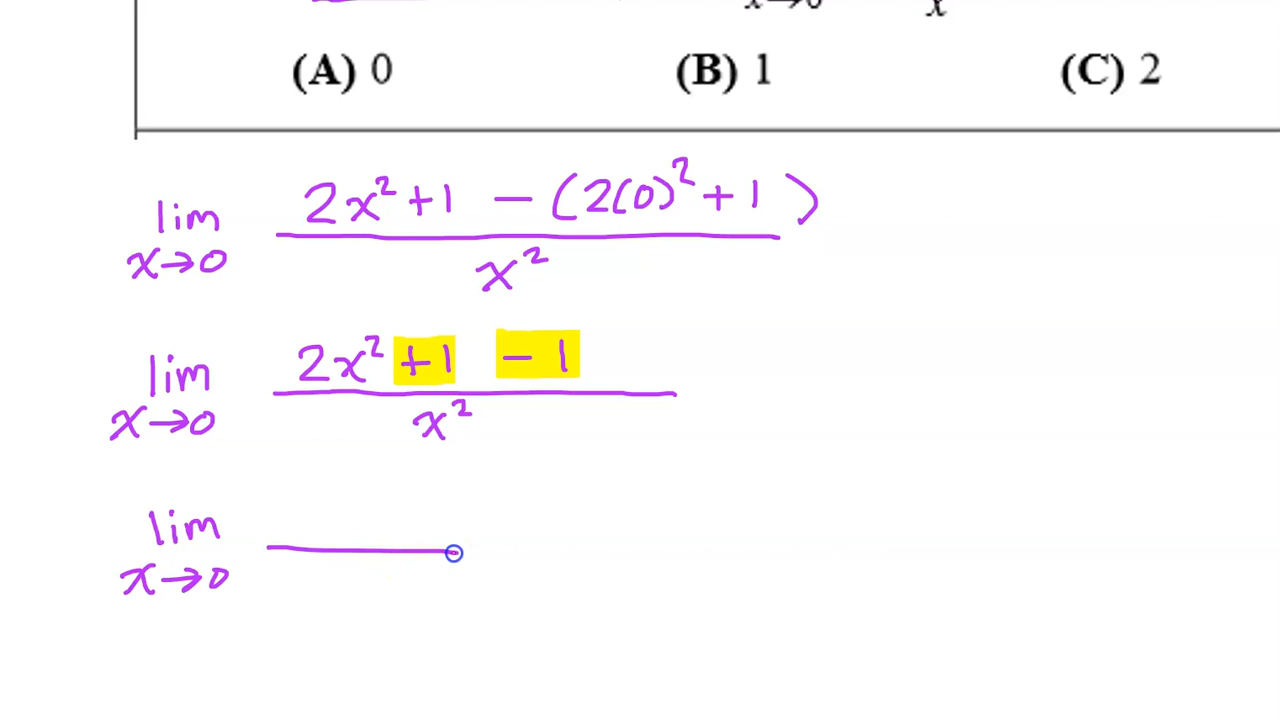 x→0 x
(A) 0 (B) 1 (C) 2
lim x→0 (2x² + 1 − (2(0)² + 1)) / x²
lim x→0 (2x² + 1 − 1) / x²
lim x→0